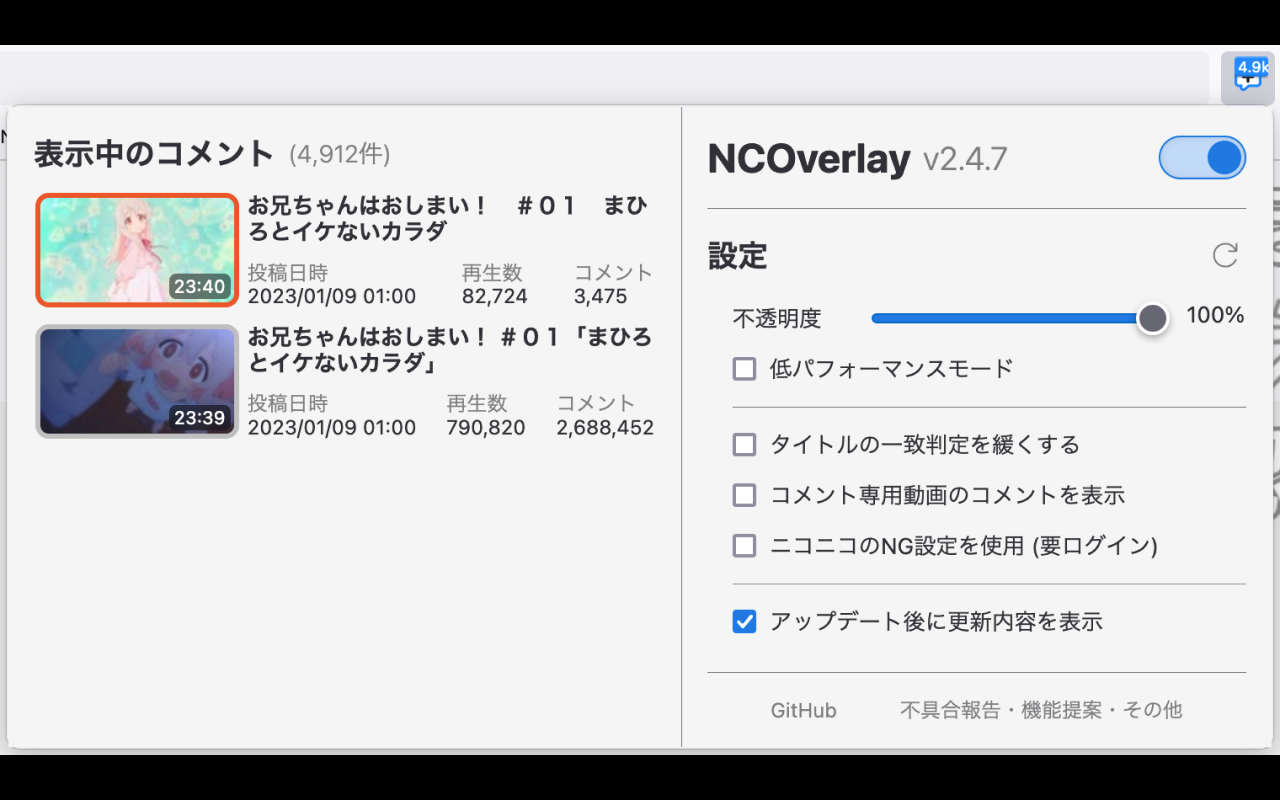 4.9k
N
表示中のコメント (4,912件)
23:40
お兄ちゃんはおしまい！　＃０１　まひ
ろとイケないカラダ
投稿日時 再生数 コメント
2023/01/09 01:00 82,724 3,475
23:39
お兄ちゃんはおしまい！＃０１「まひろ
とイケないカラダ」
投稿日時 再生数 コメント
2023/01/09 01:00 790,820 2,688,452
NCOverlay v2.4.7
設定
不透明度 100%
低パフォーマンスモード
タイトルの一致判定を緩くする
コメント専用動画のコメントを表示
ニコニコのNG設定を使用 (要ログイン)
アップデート後に更新内容を表示
GitHub 不具合報告・機能提案・その他